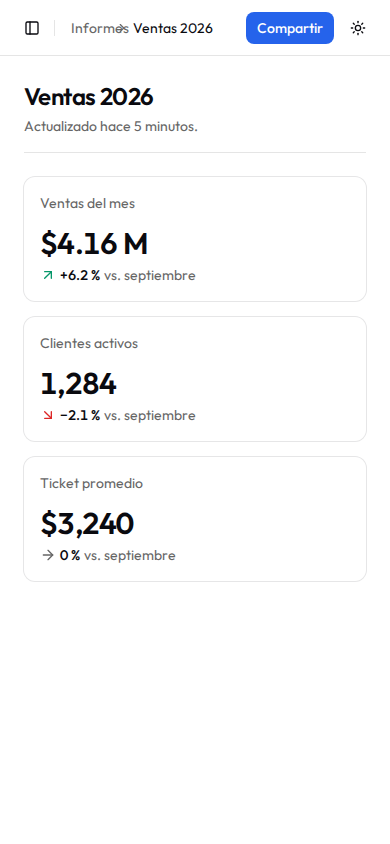 Informes Ventas 2026
Compartir
Ventas 2026
Actualizado hace 5 minutos.
Ventas del mes
$4.16 M
+6.2 % vs. septiembre
Clientes activos
1,284
−2.1 % vs. septiembre
Ticket promedio
$3,240
0 % vs. septiembre